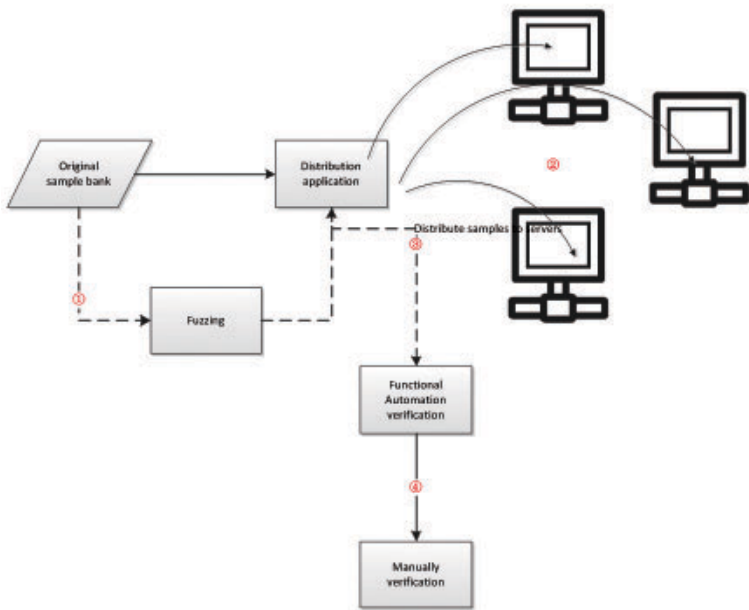 Original
sample bank
Distribution
application
②
Distribute samples to servers
③
①
Fuzzing
Functional
Automation
verification
④
Manually
verification